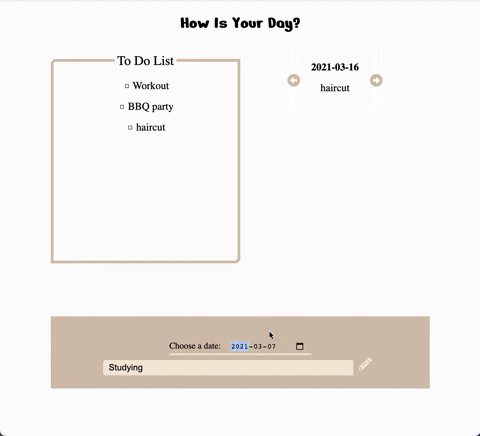 How Is Your Day?
To Do List
Workout
BBQ party
haircut
2021-03-16
haircut
Choose a date: 2021-03-07
Studying